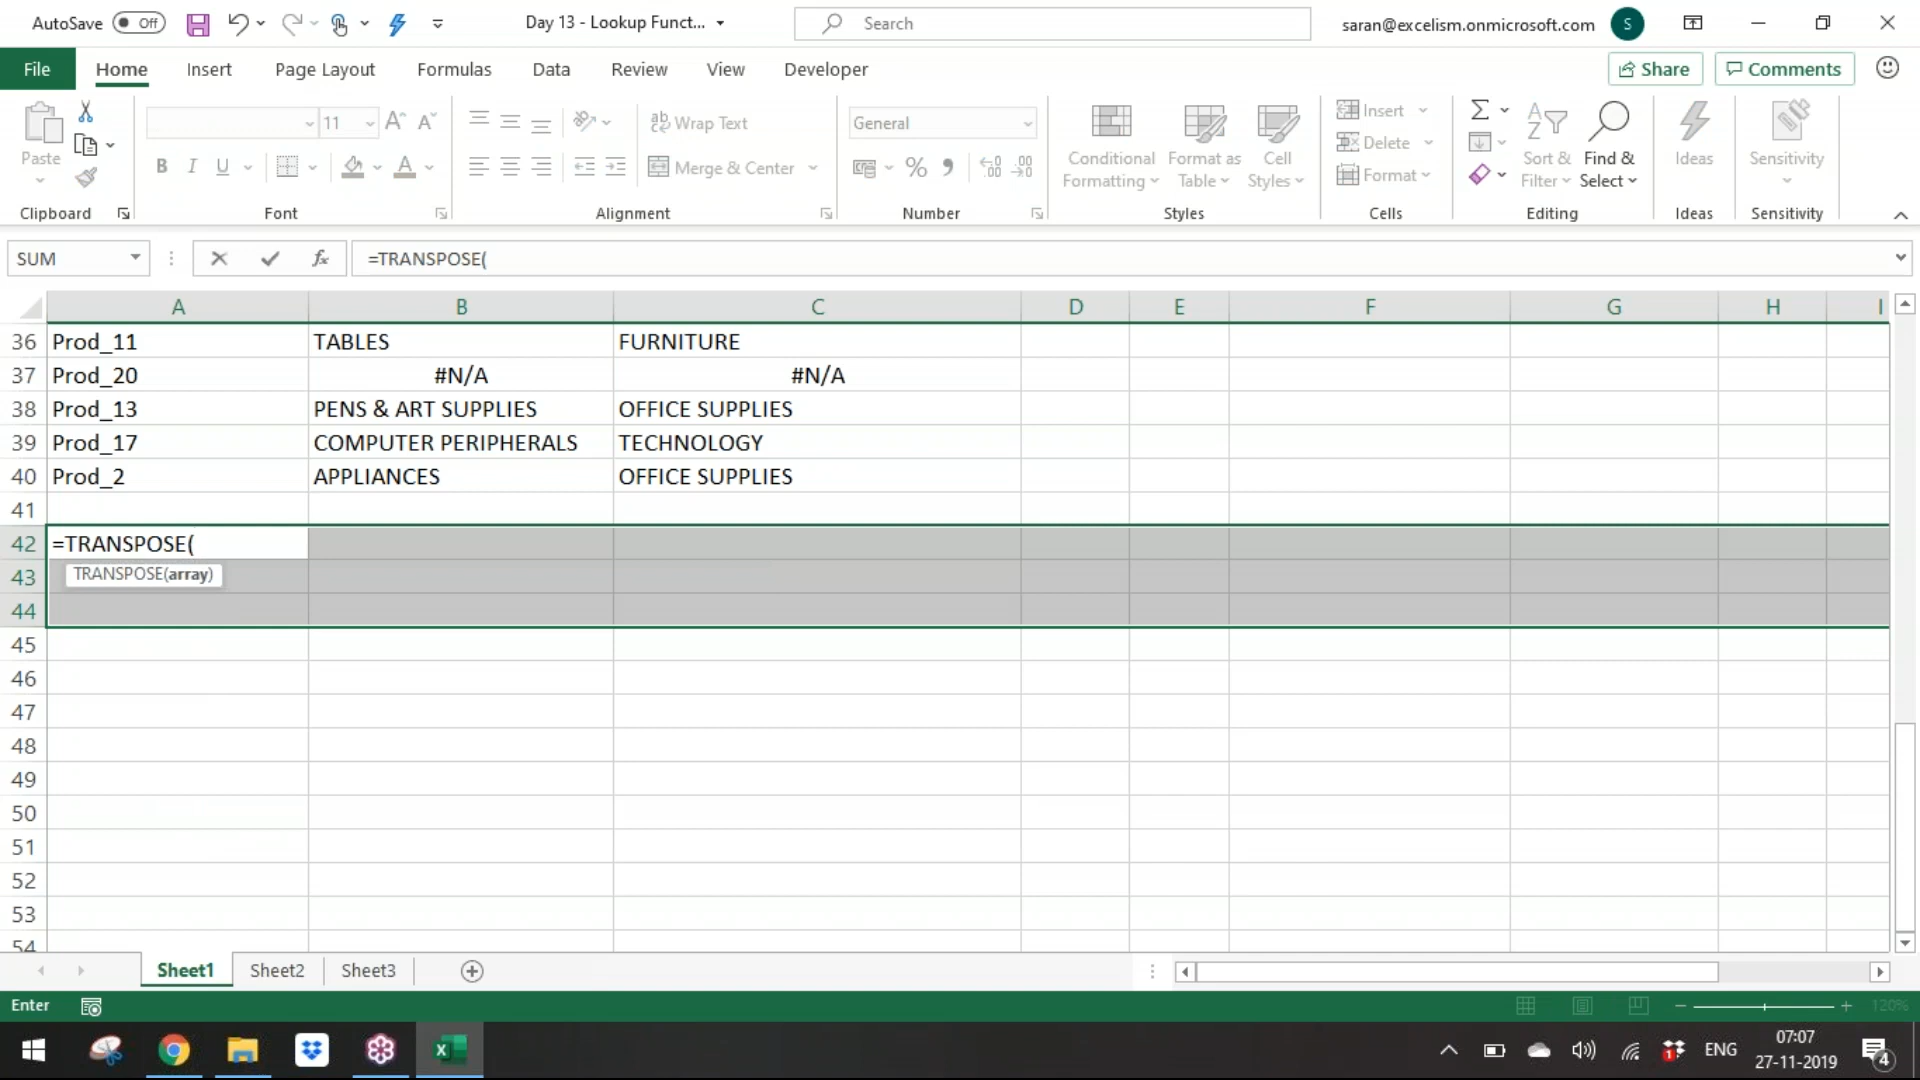 AutoSave Off Day 13 - Lookup Funct... Search saran@excelism.onmicrosoft.com S
File Home Insert Page Layout Formulas Data Review View Developer Share Comments
Paste
11
Wrap Text
General
Conditional Formatting
Format as Table
Cell Styles
Insert
Delete
Format
Sort & Filter
Find & Select
Ideas
Sensitivity
B I U
Merge & Center
Clipboard Font Alignment Number Styles Cells Editing Ideas Sensitivity
SUM fx =TRANSPOSE(
A B C D E F G H I
36 Prod_11 TABLES FURNITURE
37 Prod_20 #N/A #N/A
38 Prod_13 PENS & ART SUPPLIES OFFICE SUPPLIES
39 Prod_17 COMPUTER PERIPHERALS TECHNOLOGY
40 Prod_2 APPLIANCES OFFICE SUPPLIES
41
42 =TRANSPOSE(
43 TRANSPOSE(array)
44
45
46
47
48
49
50
51
52
53
54
Sheet1 Sheet2 Sheet3
Enter 120%
ENG 07:07
27-11-2019 4